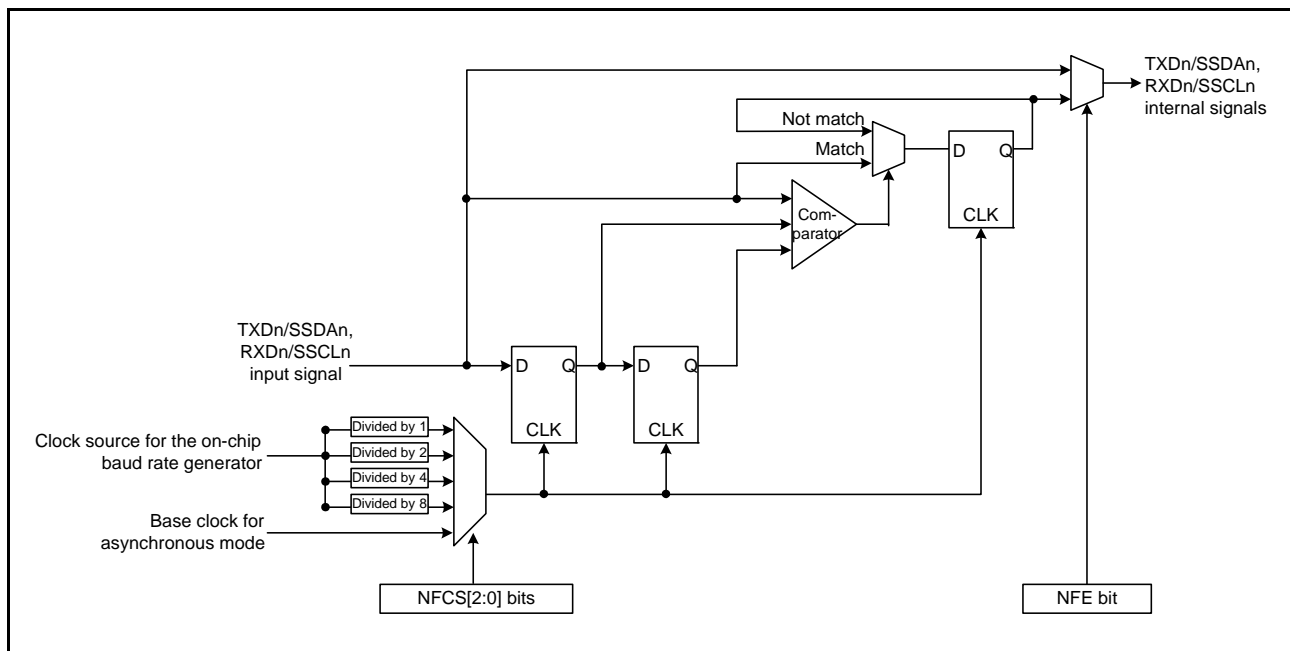 TXDn/SSDAn,
RXDn/SSCLn
internal signals
Not match
Match
D
Q
CLK
Com-
parator
TXDn/SSDAn,
RXDn/SSCLn
input signal
D
Q
CLK
D
Q
CLK
Clock source for the on-chip
baud rate generator
Divided by 1
Divided by 2
Divided by 4
Divided by 8
Base clock for
asynchronous mode
NFCS[2:0] bits
NFE bit